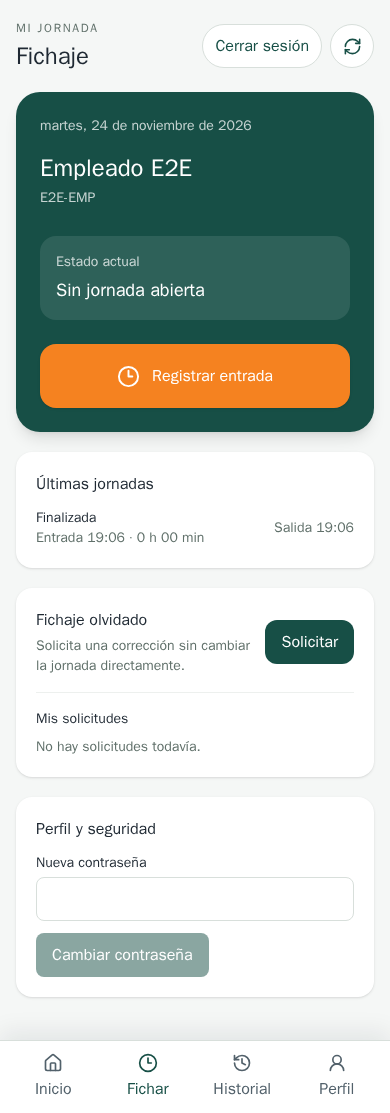 MI JORNADA
Fichaje
Cerrar sesión
martes, 24 de noviembre de 2026
Empleado E2E
E2E-EMP
Estado actual
Sin jornada abierta
Registrar entrada
Últimas jornadas
Finalizada
Entrada 19:06 · 0 h 00 min
Salida 19:06
Fichaje olvidado
Solicita una corrección sin cambiar
la jornada directamente.
Solicitar
Mis solicitudes
No hay solicitudes todavía.
Perfil y seguridad
Nueva contraseña
Cambiar contraseña
Inicio
Fichar
Historial
Perfil